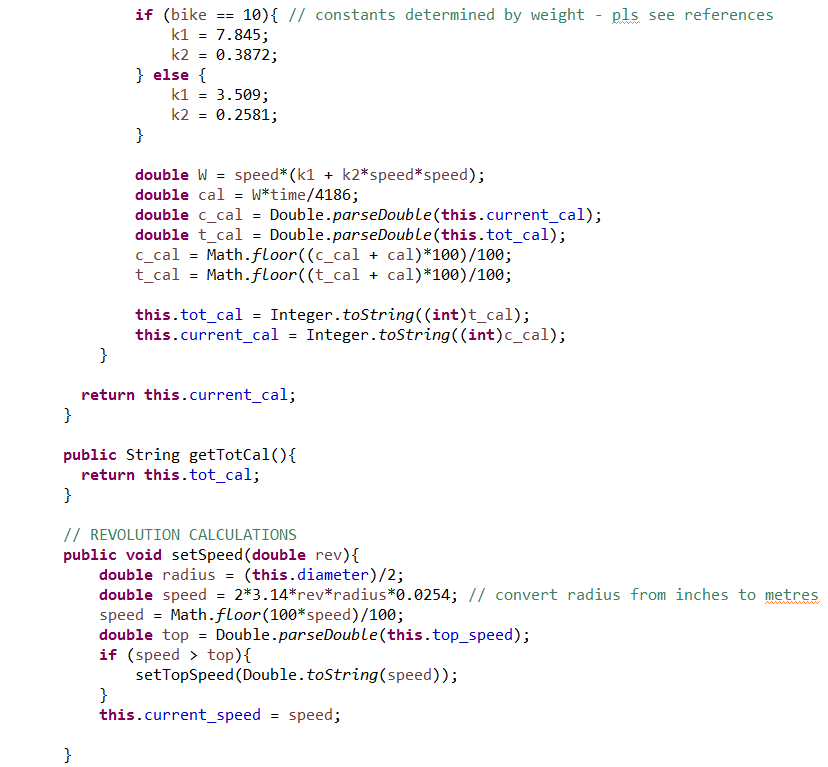 if (bike == 10){ // constants determined by weight - pls see references
k1 = 7.845;
k2 = 0.3872;
} else {
k1 = 3.509;
k2 = 0.2581;
}
double W = speed*(k1 + k2*speed*speed);
double cal = W*time/4186;
double c_cal = Double.parseDouble(this.current_cal);
double t_cal = Double.parseDouble(this.tot_cal);
c_cal = Math.floor((c_cal + cal)*100)/100;
t_cal = Math.floor((t_cal + cal)*100)/100;
this.tot_cal = Integer.toString((int)t_cal);
this.current_cal = Integer.toString((int)c_cal);
}
return this.current_cal;
}
public String getTotCal(){
return this.tot_cal;
}
// REVOLUTION CALCULATIONS
public void setSpeed(double rev){
double radius = (this.diameter)/2;
double speed = 2*3.14*rev*radius*0.0254; // convert radius from inches to metres
speed = Math.floor(100*speed)/100;
double top = Double.parseDouble(this.top_speed);
if (speed > top){
setTopSpeed(Double.toString(speed));
}
this.current_speed = speed;
}